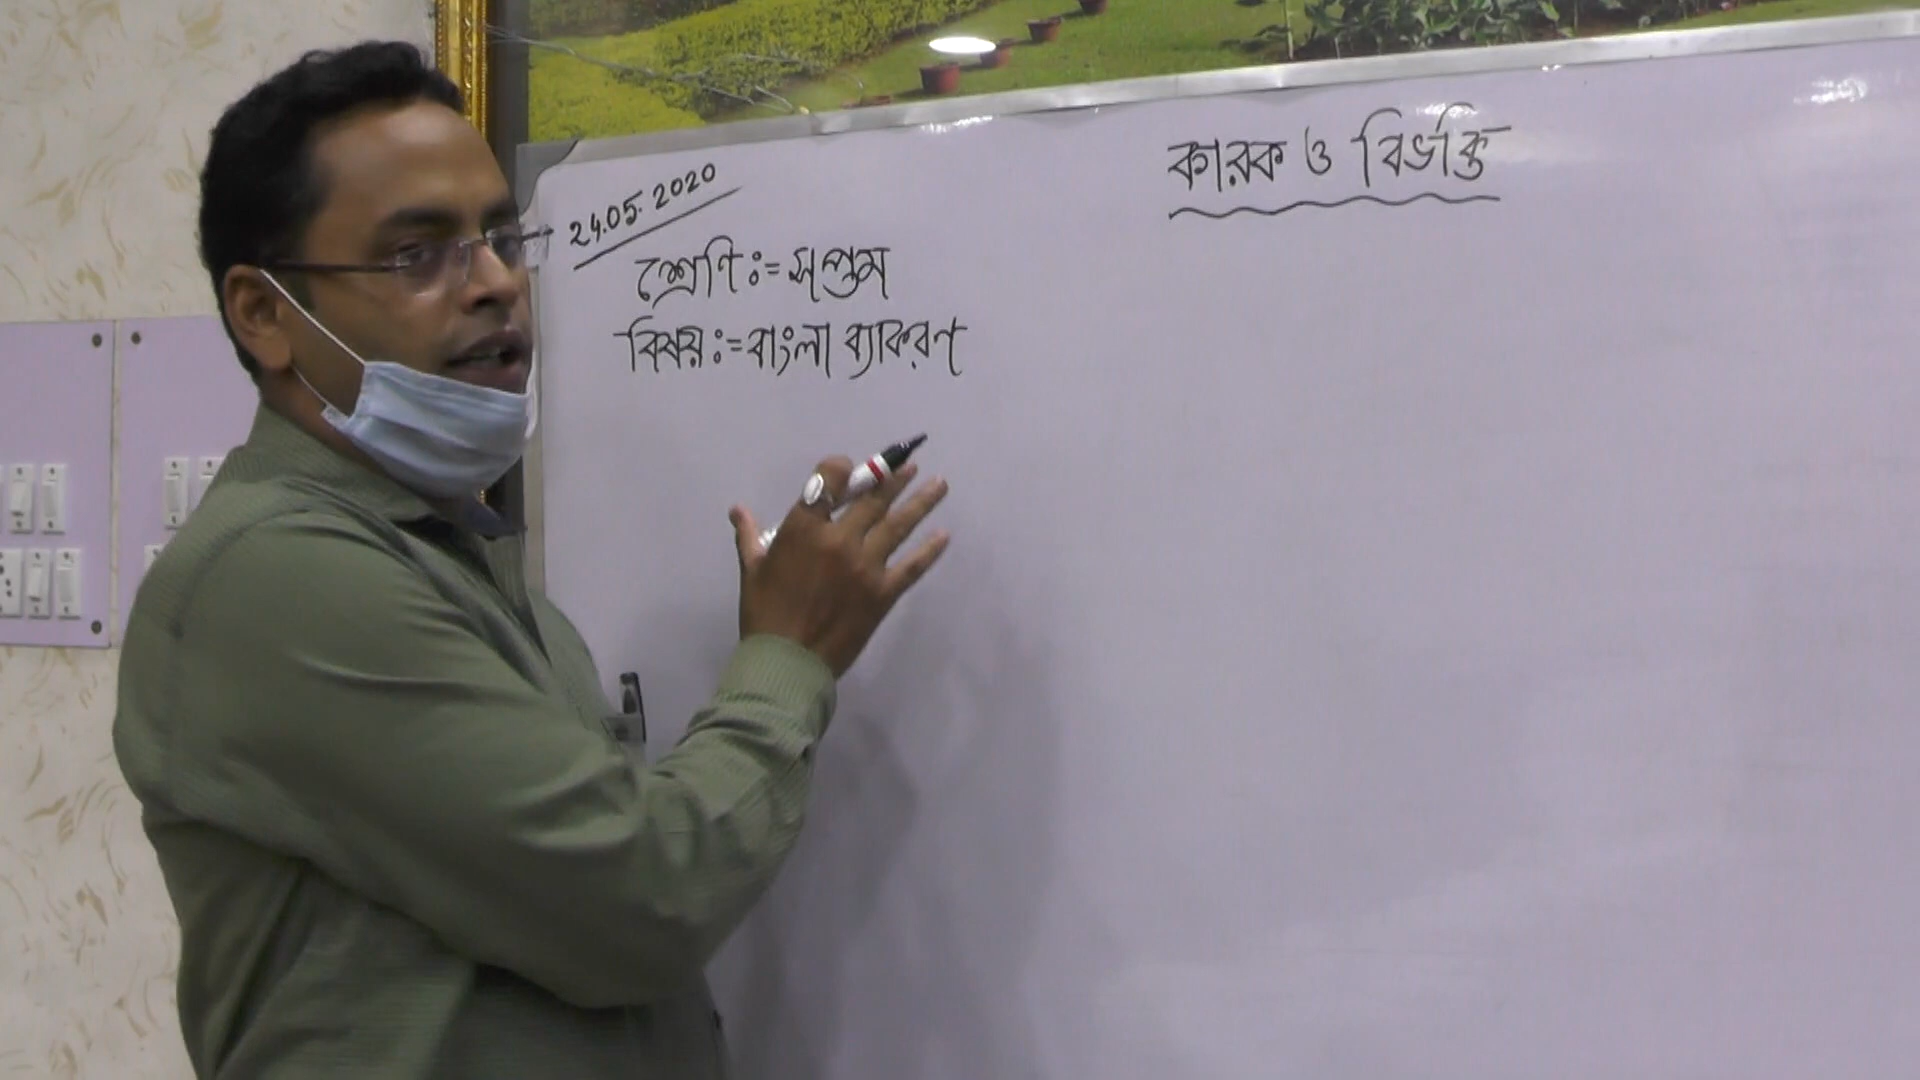 24.05.2020
কারক ও বিভক্তি
শ্রেণি:= সপ্তম
বিষয়:= বাংলা ব্যাকরণ